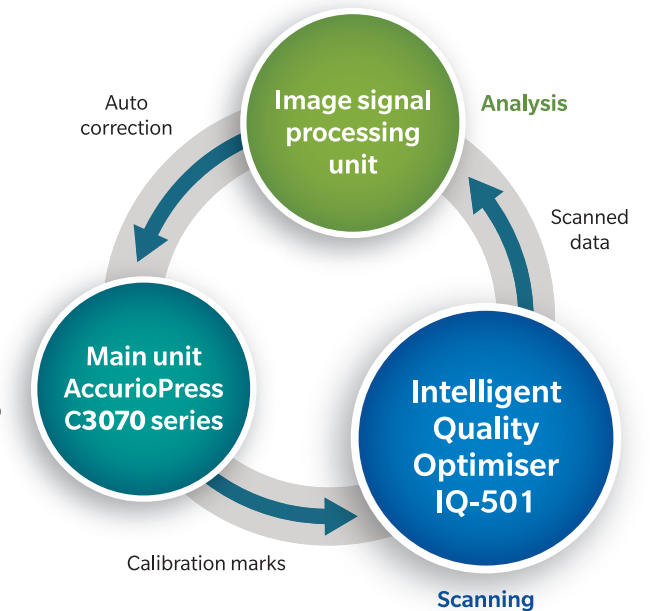 Image signal
processing
unit
Analysis
Auto
correction
Scanned
data
Main unit
AccurioPress
C3070 series
Intelligent
Quality
Optimiser
IQ-501
Calibration marks
Scanning